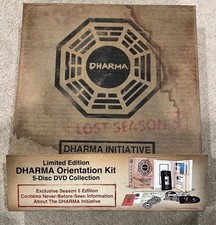 DHARMA
LOST SEASON 5
DHARMA INITIATIVE
Limited Edition
DHARMA Orientation Kit
5-Disc DVD Collection
Exclusive Season 5 Edition
Contains Never-Before-Seen Information
About The DHARMA Initiative